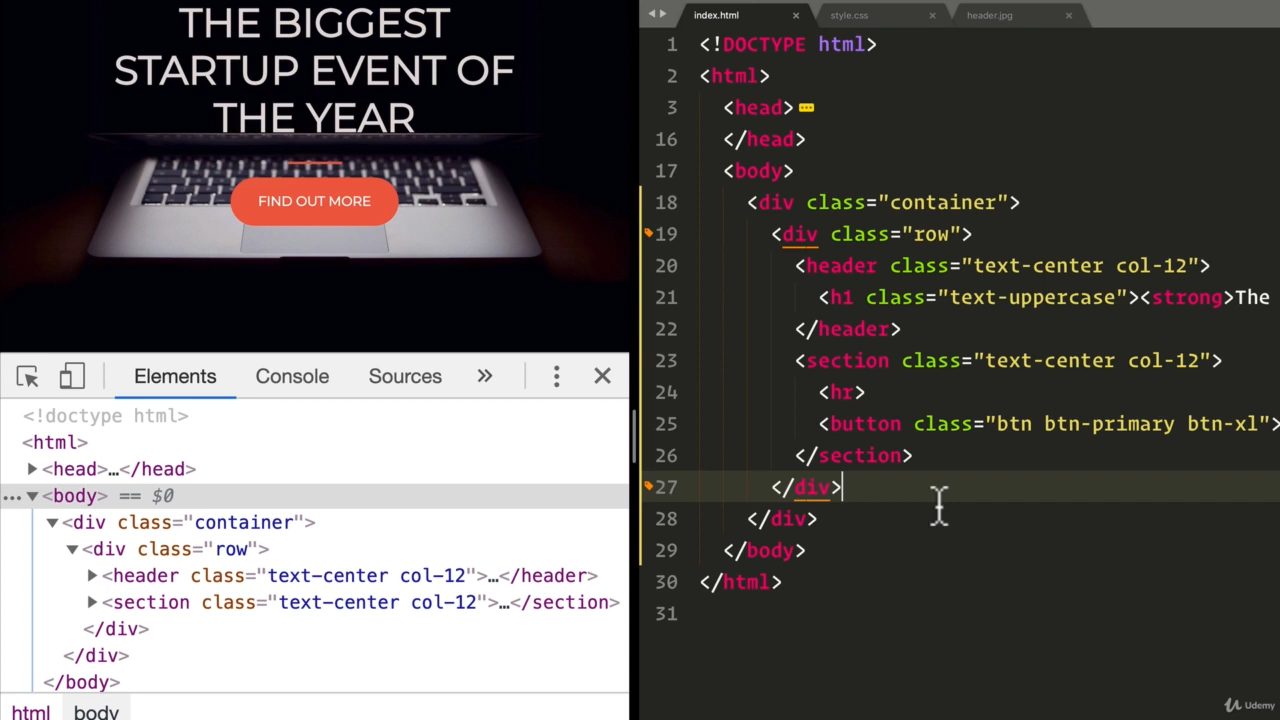 THE BIGGEST
STARTUP EVENT OF
THE YEAR
FIND OUT MORE
Elements Console Sources »
<!doctype html>
<html>
▶<head>…</head>
… ▼<body> == $0
▼<div class="container">
▼<div class="row">
▶<header class="text-center col-12">…</header>
▶<section class="text-center col-12">…</section>
</div>
</div>
</body>
html body
index.html × style.css × header.jpg ×
1 <!DOCTYPE html>
2 <html>
3 <head>
16 </head>
17 <body>
18 <div class="container">
19 <div class="row">
20 <header class="text-center col-12">
21 <h1 class="text-uppercase"><strong>The
22 </header>
23 <section class="text-center col-12">
24 <hr>
25 <button class="btn btn-primary btn-xl">
26 </section>
27 </div>
28 </div>
29 </body>
30 </html>
31
Udemy